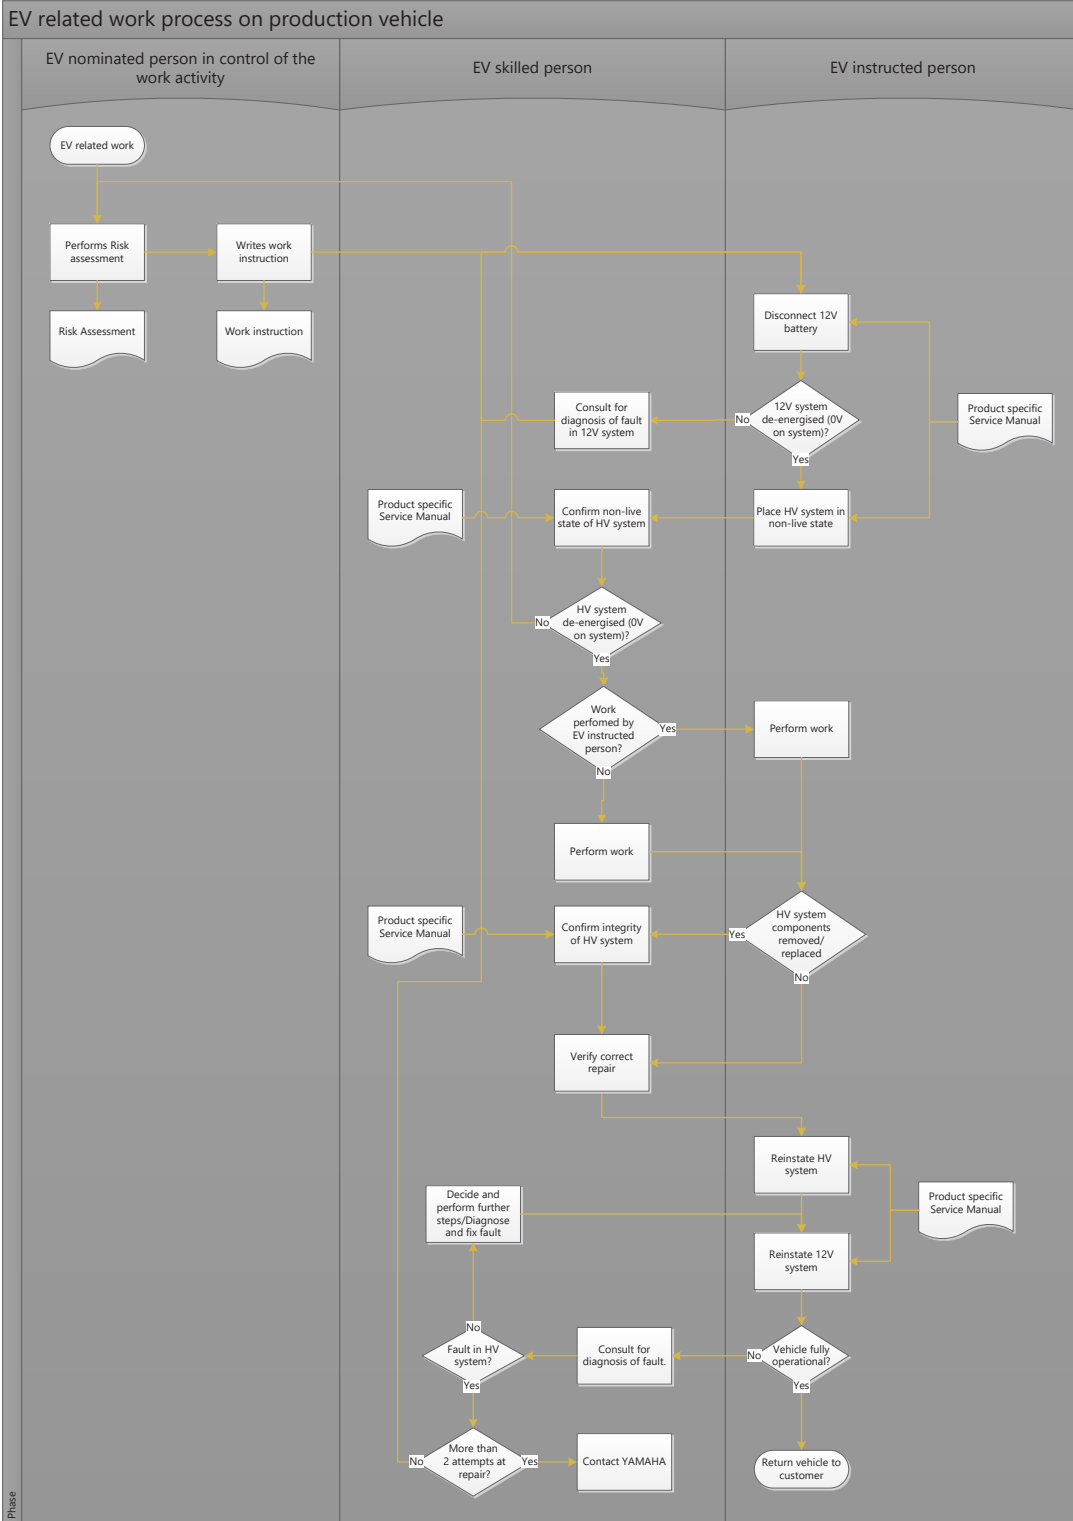 EV related work process on production vehicle
EV nominated person in control of the
work activity
EV skilled person
EV instructed person
EV related work
Performs Risk
assessment
Writes work
instruction
Risk Assessment
Work instruction
Disconnect 12V
battery
Consult for
diagnosis of fault
in 12V system
No
12V system
de-energised (0V
on system)?
Yes
Product specific
Service Manual
Product specific
Service Manual
Confirm non-live
state of HV system
Place HV system in
non-live state
No
HV system
de-energised (0V
on system)?
Yes
Work
perfomed by
EV instructed
person?
Yes
No
Perform work
Perform work
Product specific
Service Manual
Confirm integrity
of HV system
Yes
HV system
components
removed/
replaced
No
Verify correct
repair
Reinstate HV
system
Decide and
perform further
steps/Diagnose
and fix fault
Product specific
Service Manual
Reinstate 12V
system
No
Fault in HV
system?
Yes
Consult for
diagnosis of fault.
No
Vehicle fully
operational?
Yes
No
More than
2 attempts at
repair?
Yes
Contact YAMAHA
Return vehicle to
customer
Phase